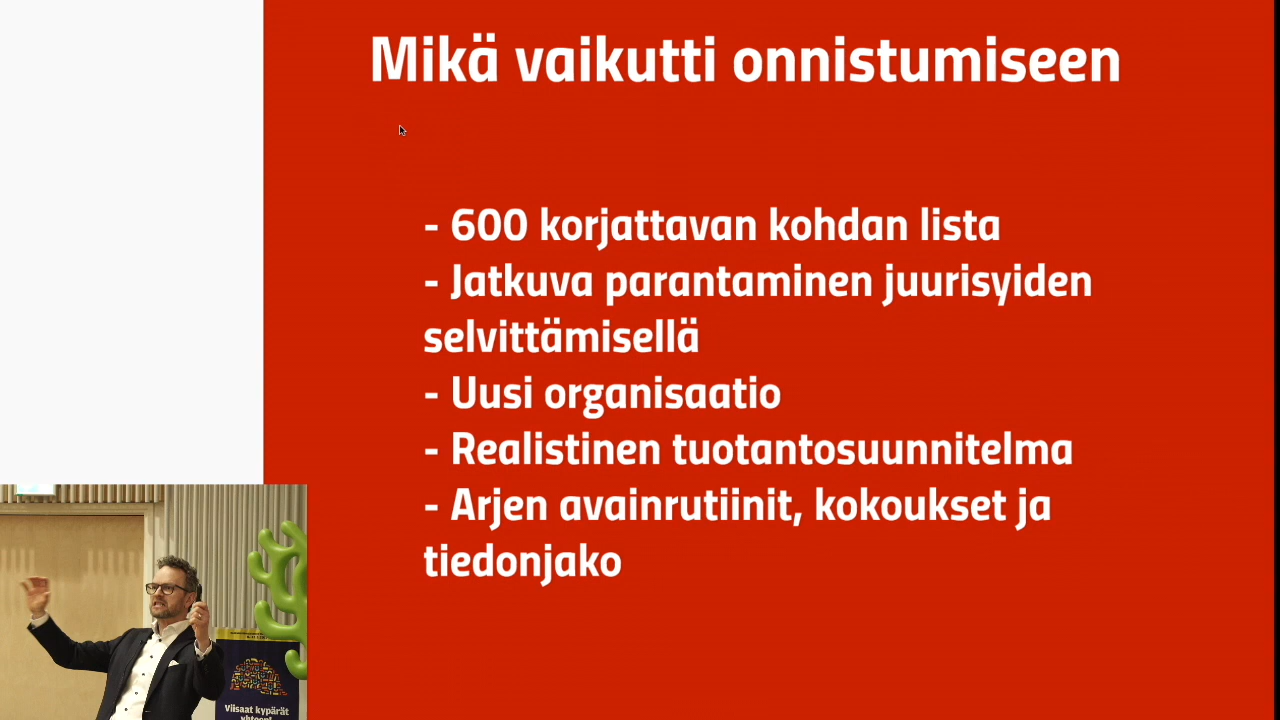 Mikä vaikutti onnistumiseen
- 600 korjattavan kohdan lista
- Jatkuva parantaminen juurisyiden
selvittämisellä
- Uusi organisaatio
- Realistinen tuotantosuunnitelma
- Arjen avainrutiinit, kokoukset ja
tiedonjako
Viisaat kypärät
yhteen!